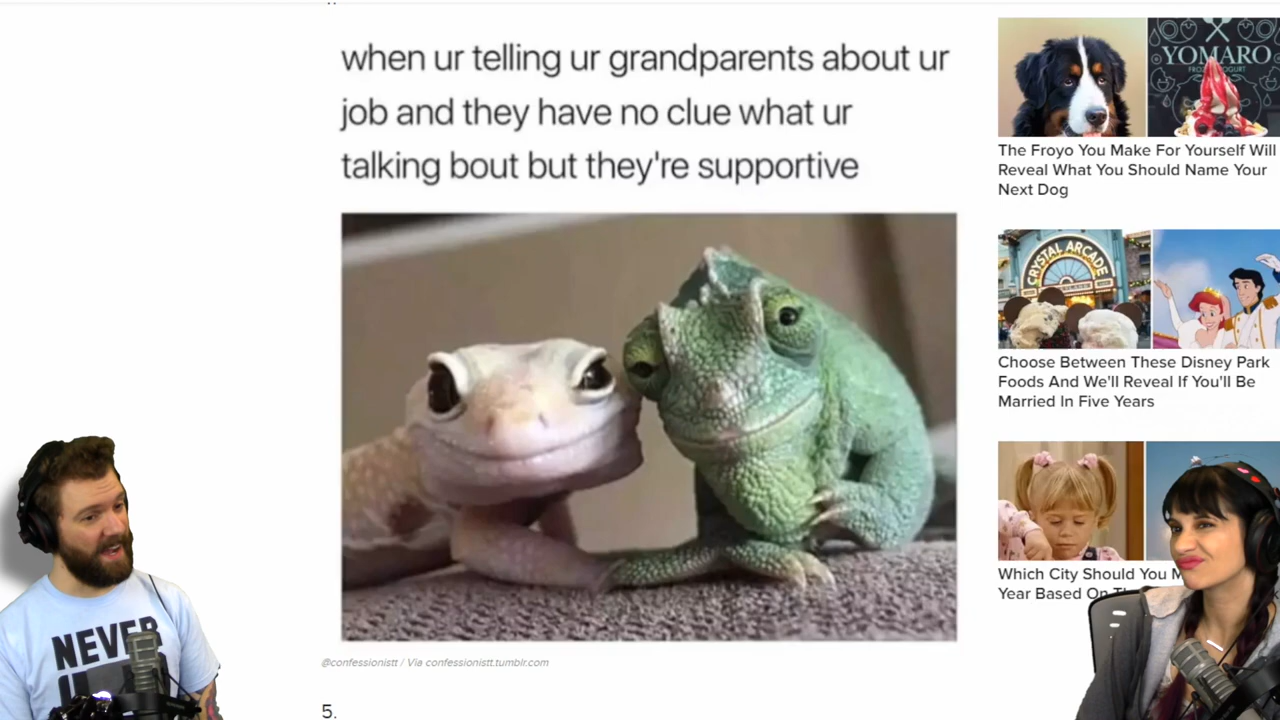 when ur telling ur grandparents about ur
job and they have no clue what ur
talking bout but they're supportive
@confessionistt / Via confessionistt.tumblr.com
5.
YOMARO
The Froyo You Make For Yourself Will
Reveal What You Should Name Your
Next Dog
CRYSTAL ARCADE
Choose Between These Disney Park
Foods And We'll Reveal If You'll Be
Married In Five Years
Which City Should You M
Year Based On
NEVER